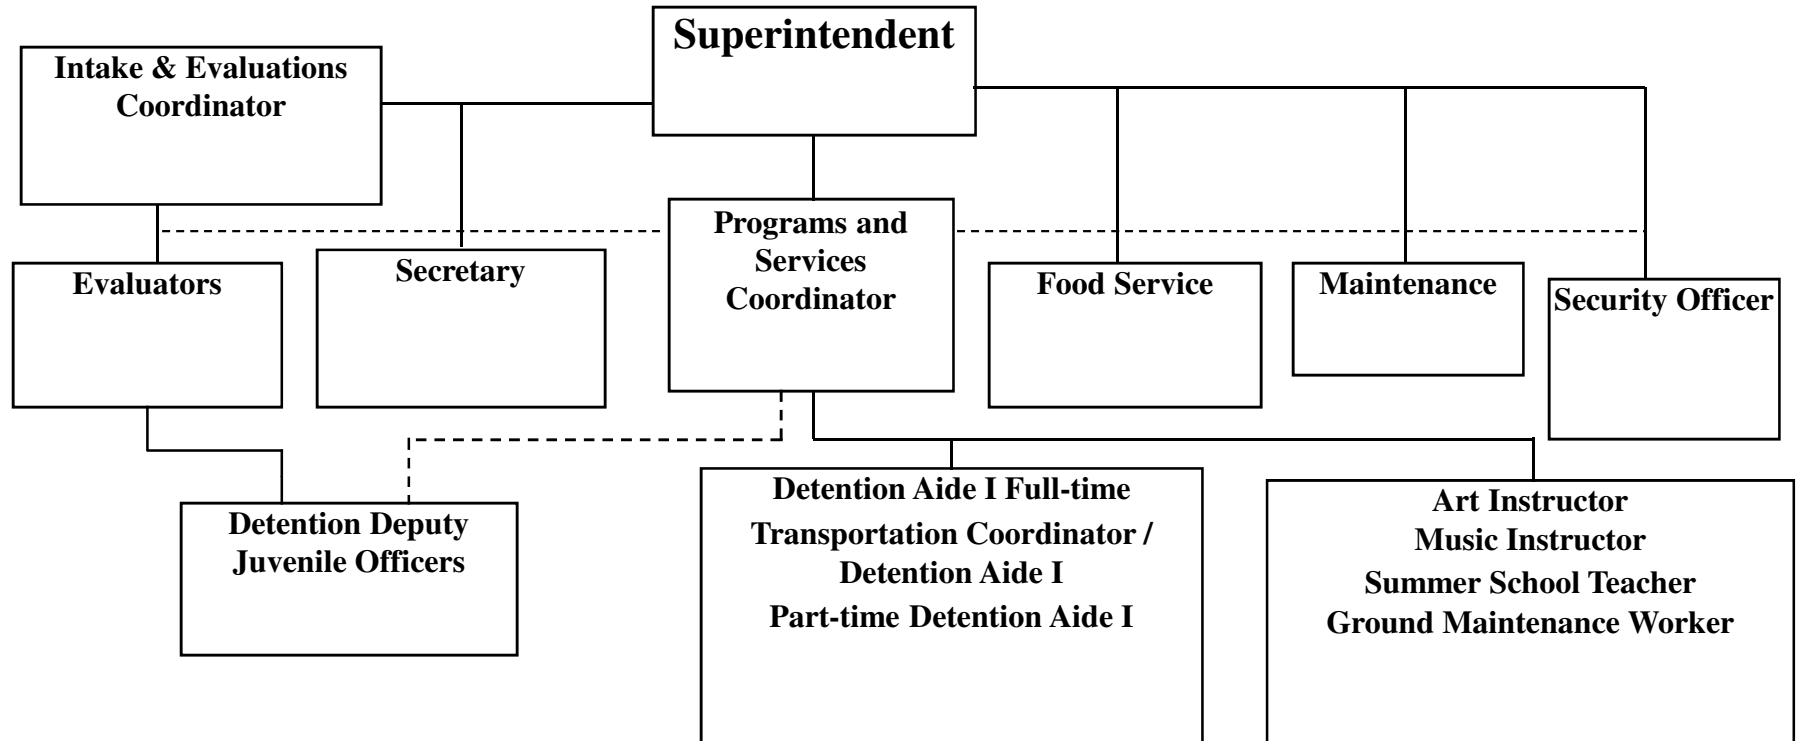 Superintendent
Intake & Evaluations
Coordinator
Programs and
Services
Coordinator
Evaluators
Secretary
Food Service
Maintenance
Security Officer
Detention Deputy
Juvenile Officers
Detention Aide I Full-time
Transportation Coordinator /
Detention Aide I
Part-time Detention Aide I
Art Instructor
Music Instructor
Summer School Teacher
Ground Maintenance Worker